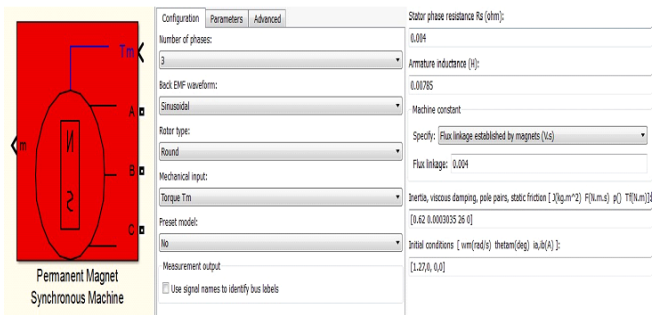 Tm
m
A
B
C
N
S
Permanent Magnet
Synchronous Machine
Configuration Parameters Advanced
Number of phases:
3
Back EMF waveform:
Sinusoidal
Rotor type:
Round
Mechanical input:
Torque Tm
Preset model:
No
Measurement output
Use signal names to identify bus labels
Stator phase resistance Rs (ohm):
0.004
Armature inductance (H):
0.00785
Machine constant
Specify: Flux linkage established by magnets (V.s)
Flux linkage: 0.004
Inertia, viscous damping, pole pairs, static friction [ J(kg.m^2) F(N.m.s) p() Tf(N.m)]:
[0.62 0.0003035 26 0]
Initial conditions [ wm(rad/s) thetam(deg) ia,ib(A) ]:
[1.27,0, 0,0]